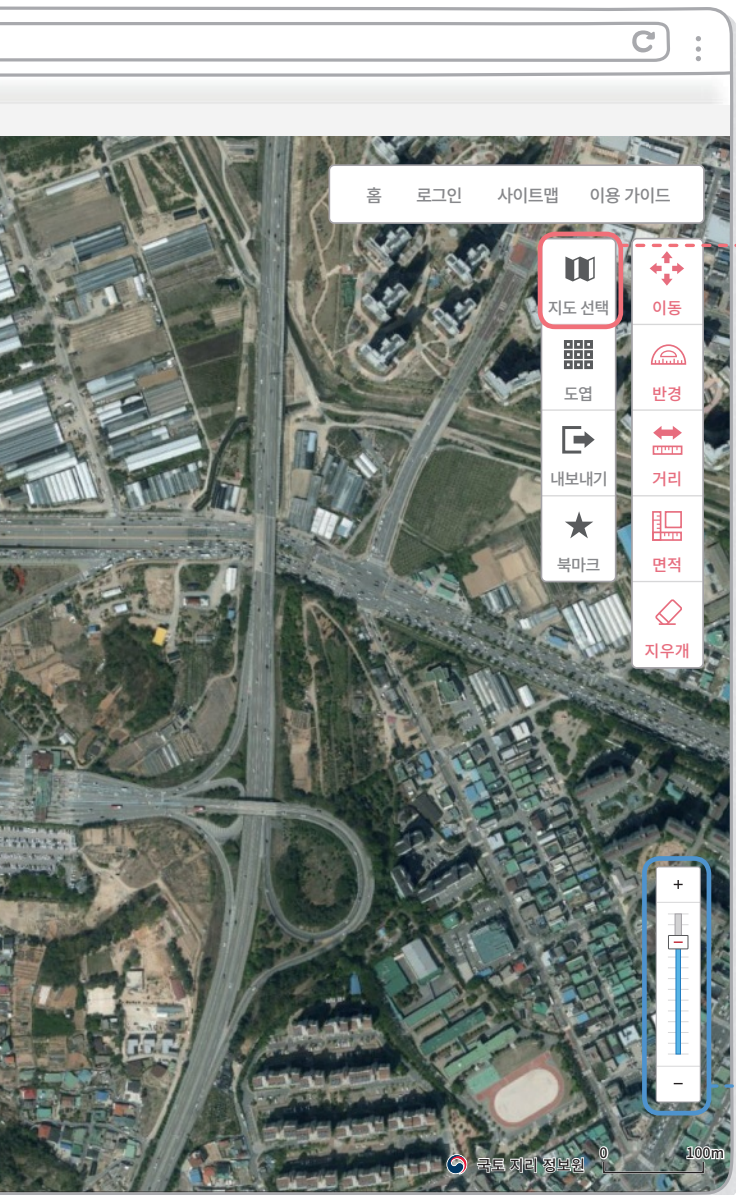 홈 로그인 사이트맵 이용 가이드
지도 선택
도엽
내보내기
북마크
이동
반경
거리
면적
지우개
+
−
국토 지리 정보원
0 100m